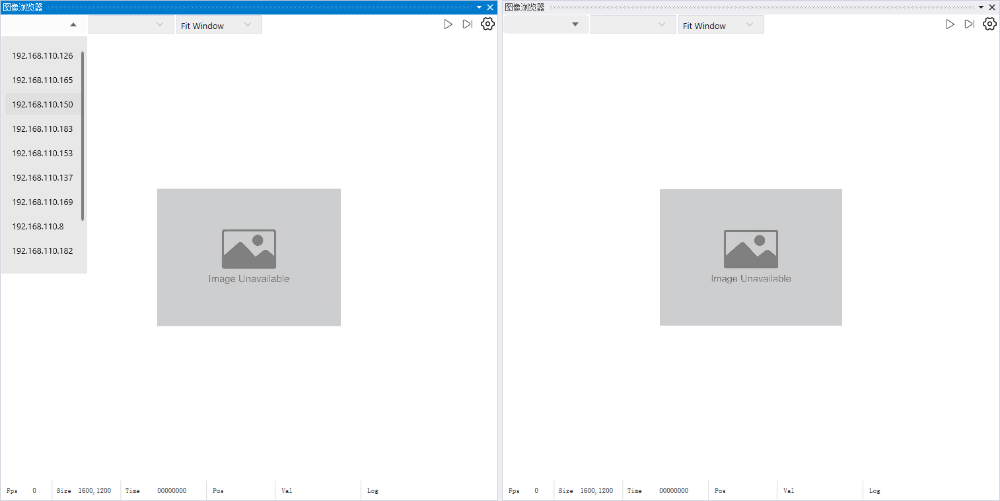 图像浏览器
Fit Window
192.168.110.126
192.168.110.165
192.168.110.150
192.168.110.183
192.168.110.153
192.168.110.137
192.168.110.169
192.168.110.8
192.168.110.182
Image Unavailable
Fps 0 Size 1600,1200 Time 00000000 Pos Val Log
图像浏览器
Fit Window
Image Unavailable
Fps 0 Size 1600,1200 Time 00000000 Pos Val Log